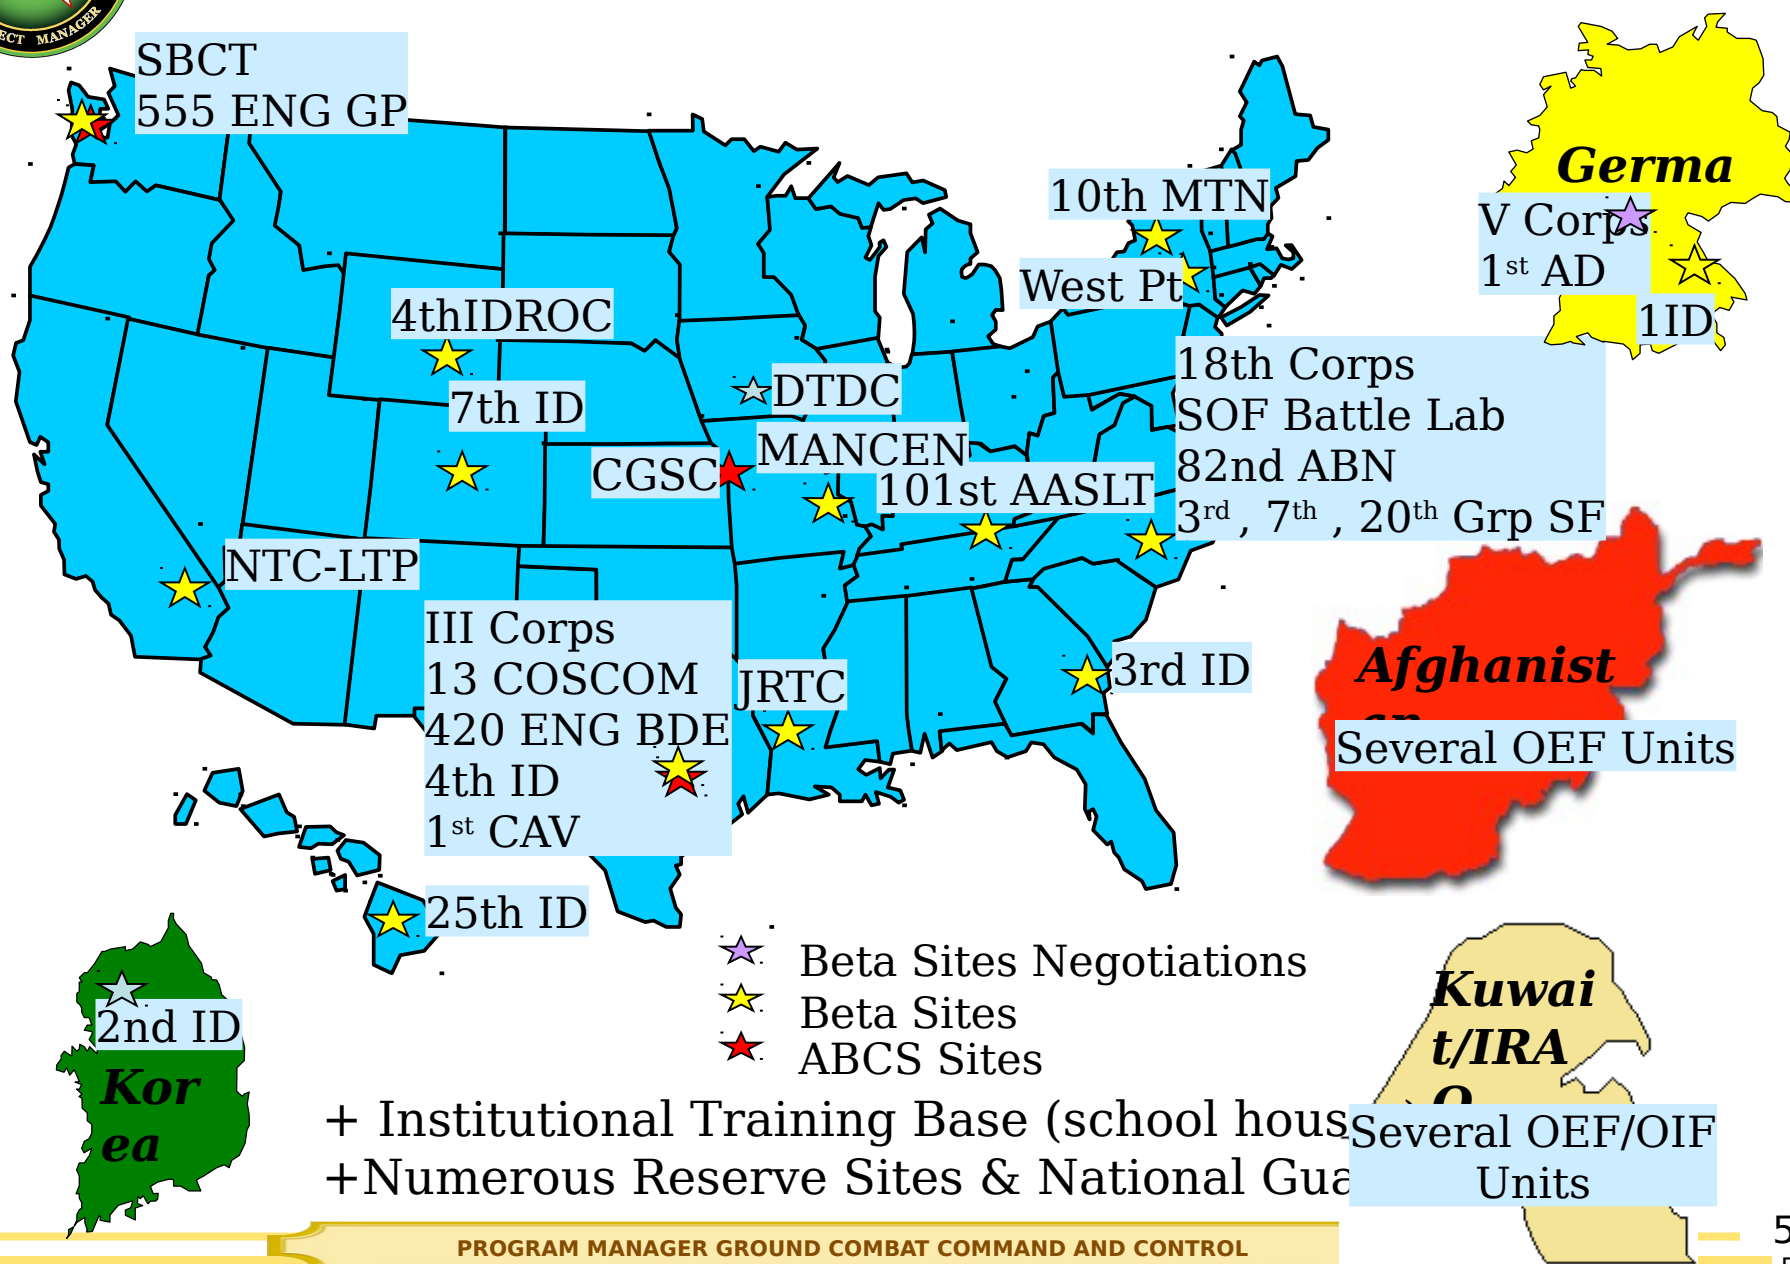 ECT MANAGER
SBCT
555 ENG GP
10th MTN
West Pt
4thIDROC
7th ID
DTDC
MANCEN
CGSC
101st AASLT
NTC-LTP
18th Corps
SOF Battle Lab
82nd ABN
3rd , 7th , 20th Grp SF
III Corps
13 COSCOM
420 ENG BDE
4th ID
1st CAV
JRTC
3rd ID
25th ID
Germa
V Corps
1st AD
1ID
Afghanist
an
Several OEF Units
2nd ID
Kor
ea
Beta Sites Negotiations
Beta Sites
ABCS Sites
Kuwai
t/IRA
Q
Several OEF/OIF
Units
+ Institutional Training Base (school hous
+Numerous Reserve Sites & National Gua
PROGRAM MANAGER GROUND COMBAT COMMAND AND CONTROL
5